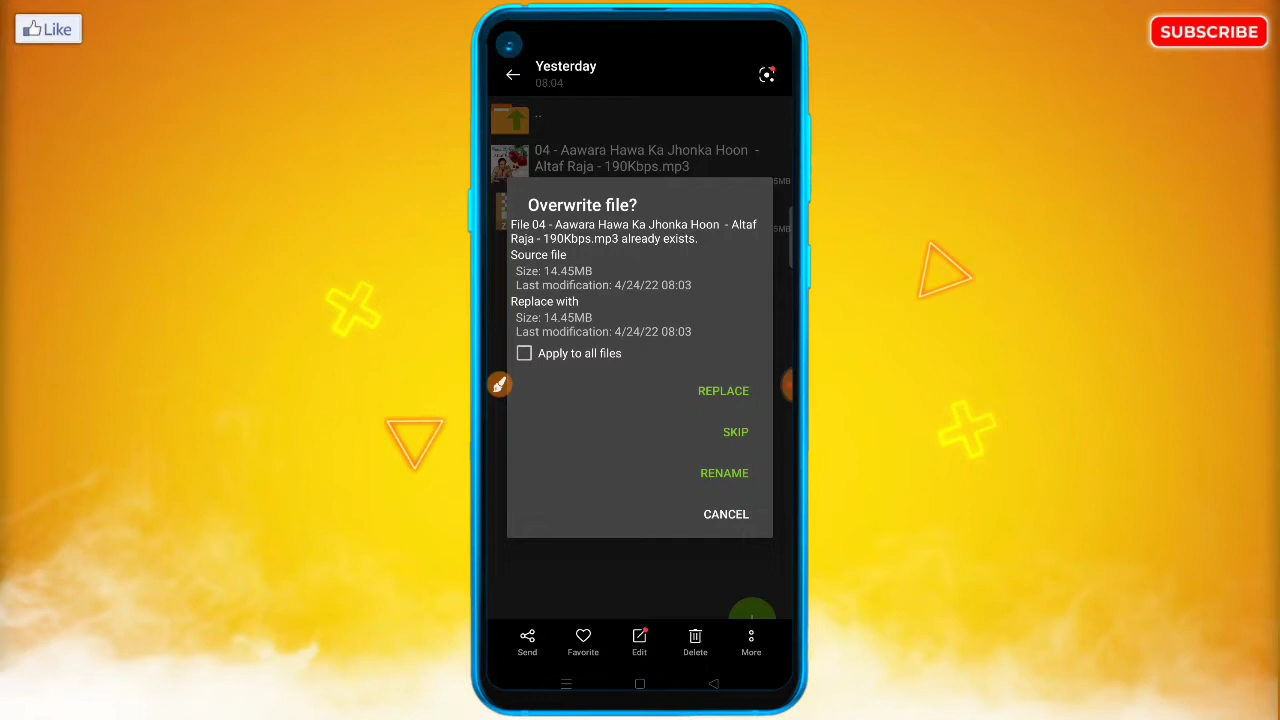 Like
SUBSCRIBE
Yesterday
08:04
..
04 - Aawara Hawa Ka Jhonka Hoon -
Altaf Raja - 190Kbps.mp3
5MB
Overwrite file?
File 04 - Aawara Hawa Ka Jhonka Hoon - Altaf
Raja - 190Kbps.mp3 already exists.
5MB
Source file
Size: 14.45MB
Last modification: 4/24/22 08:03
Replace with
Size: 14.45MB
Last modification: 4/24/22 08:03
Apply to all files
REPLACE
SKIP
RENAME
CANCEL
Send
Favorite
Edit
Delete
More